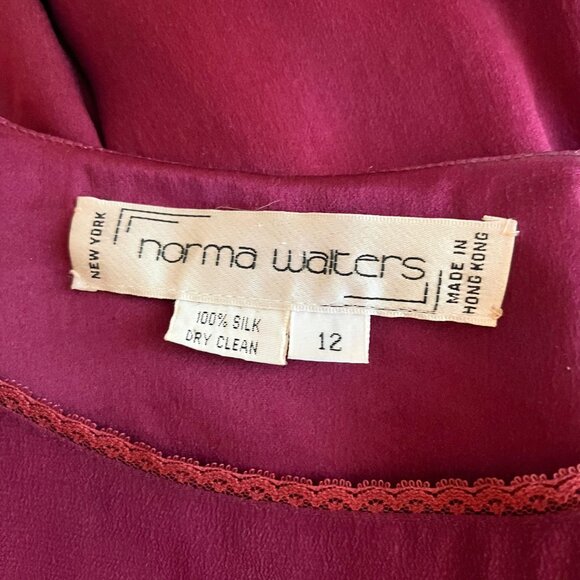 NEW YORK
norma walters
MADE IN
HONG KONG
100% SILK
DRY CLEAN
12